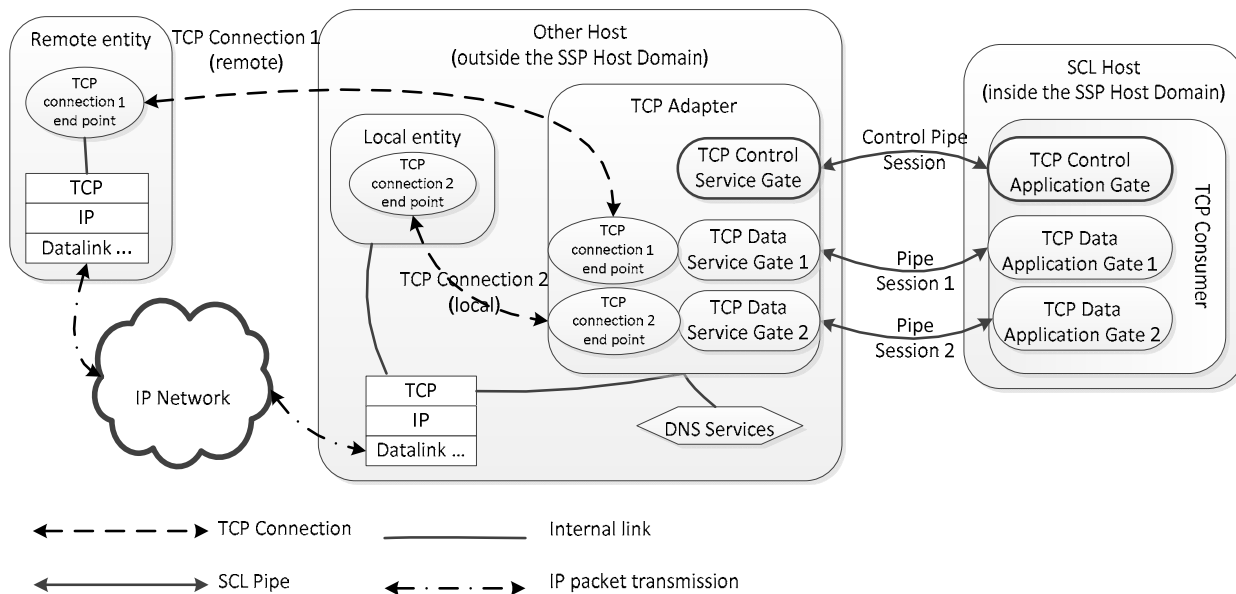 Remote entity
TCP
connection 1
end point
TCP
IP
Datalink ...
TCP Connection 1
(remote)
IP Network
Other Host
(outside the SSP Host Domain)
Local entity
TCP
connection 2
end point
TCP Connection 2
(local)
TCP
IP
Datalink ...
TCP Adapter
TCP Control
Service Gate
TCP
connection 1
end point
TCP Data
Service Gate 1
TCP
connection 2
end point
TCP Data
Service Gate 2
DNS Services
Control Pipe
Session
Pipe
Session 1
Pipe
Session 2
SCL Host
(inside the SSP Host Domain)
TCP Control
Application Gate
TCP Data
Application Gate 1
TCP Data
Application Gate 2
TCP Consumer
TCP Connection
Internal link
SCL Pipe
IP packet transmission